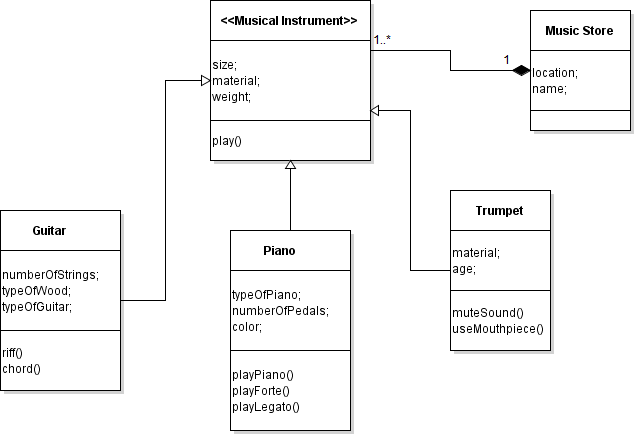 <<Musical Instrument>>
size;
material;
weight;
play()
1..*
1
Music Store
location;
name;
Guitar
numberOfStrings;
typeOfWood;
typeOfGuitar;
riff()
chord()
Piano
typeOfPiano;
numberOfPedals;
color;
playPiano()
playForte()
playLegato()
Trumpet
material;
age;
muteSound()
useMouthpiece()